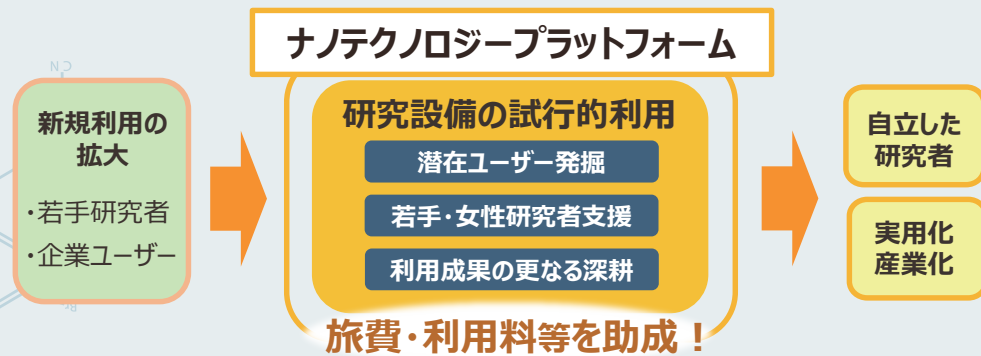 ナノテクノロジープラットフォーム
新規利用の
拡大
・若手研究者
・企業ユーザー
研究設備の試行的利用
潜在ユーザー発掘
若手・女性研究者支援
利用成果の更なる深耕
旅費・利用料等を助成！
自立した
研究者
実用化
産業化
CN
Br